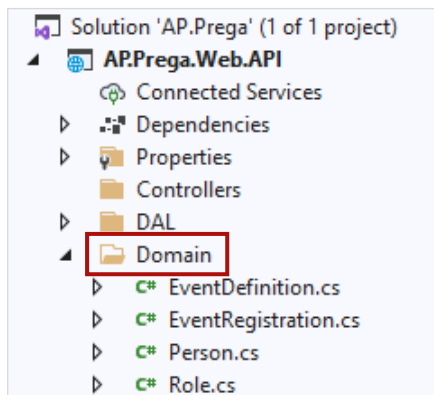 Solution 'AP.Prega' (1 of 1 project)
AP.Prega.Web.API
Connected Services
Dependencies
Properties
Controllers
DAL
Domain
C# EventDefinition.cs
C# EventRegistration.cs
C# Person.cs
C# Role.cs